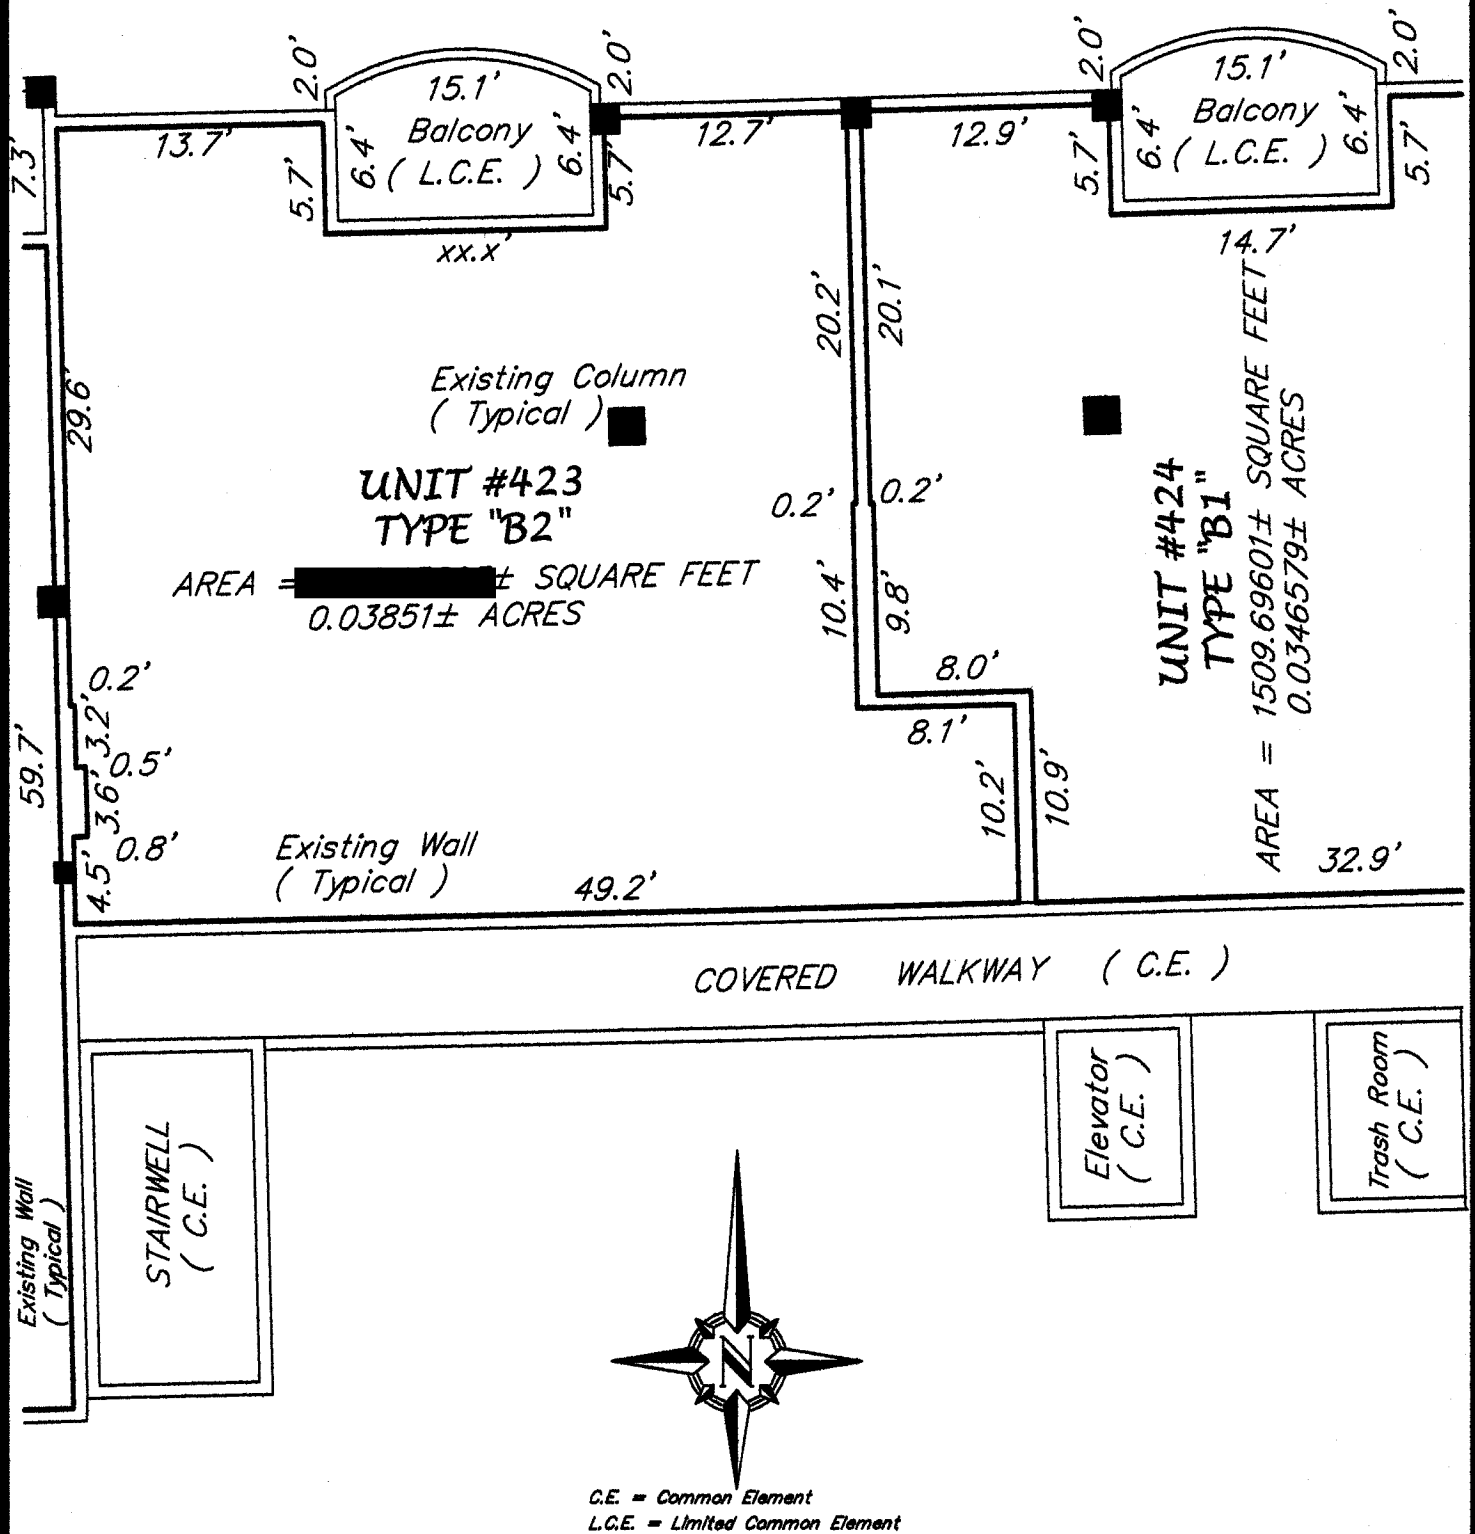 2.0'
15.1'
Balcony
( L.C.E. )
6.4'
6.4'
2.0'
13.7'
5.7'
5.7'
12.7'
12.9'
2.0'
15.1'
Balcony
( L.C.E. )
6.4'
6.4'
2.0'
5.7'
5.7'
7.3'
xx.x'
14.7'
20.2'
20.1'
29.6'
Existing Column
( Typical )
UNIT #423
TYPE "B2"
AREA = ± SQUARE FEET
0.03851± ACRES
0.2'
0.2'
10.4'
9.8'
UNIT #424
TYPE "B1"
AREA = 1509.69601± SQUARE FEET
0.0346579± ACRES
8.0'
8.1'
0.2'
3.2'
0.5'
3.6'
0.8'
4.5'
59.7'
10.2'
10.9'
Existing Wall
( Typical )
49.2'
32.9'
COVERED WALKWAY ( C.E. )
STAIRWELL
( C.E. )
Elevator
( C.E. )
Trash Room
( C.E. )
Existing Wall
( Typical )
N
C.E. = Common Element
L.C.E. = Limited Common Element